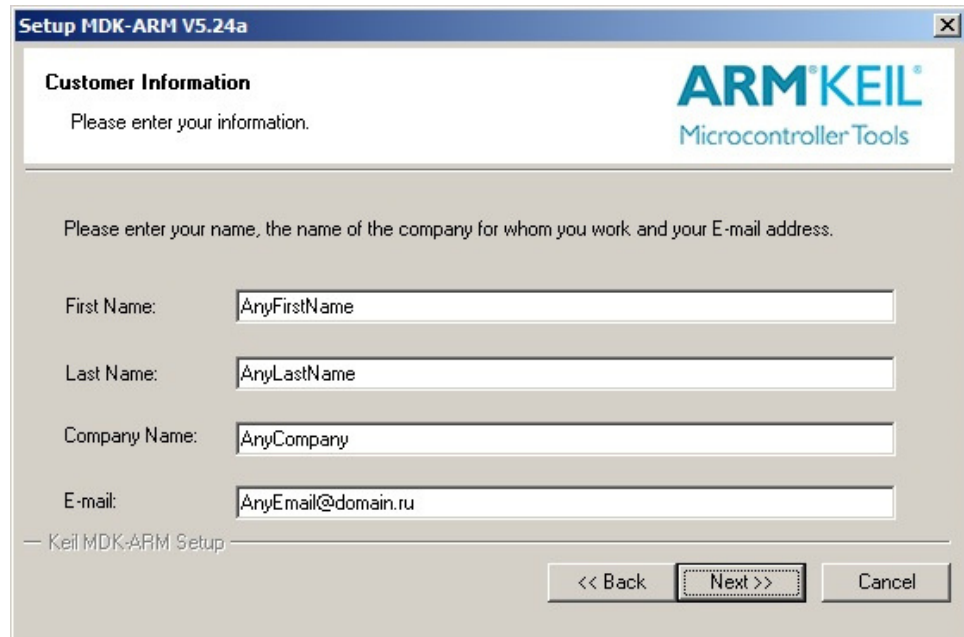 Setup MDK-ARM V5.24a
Customer Information
Please enter your information.
ARM®KEIL®
Microcontroller Tools
Please enter your name, the name of the company for whom you work and your E-mail address.
First Name: AnyFirstName
Last Name: AnyLastName
Company Name: AnyCompany
E-mail: AnyEmail@domain.ru
Keil MDK-ARM Setup
<< Back Next >> Cancel